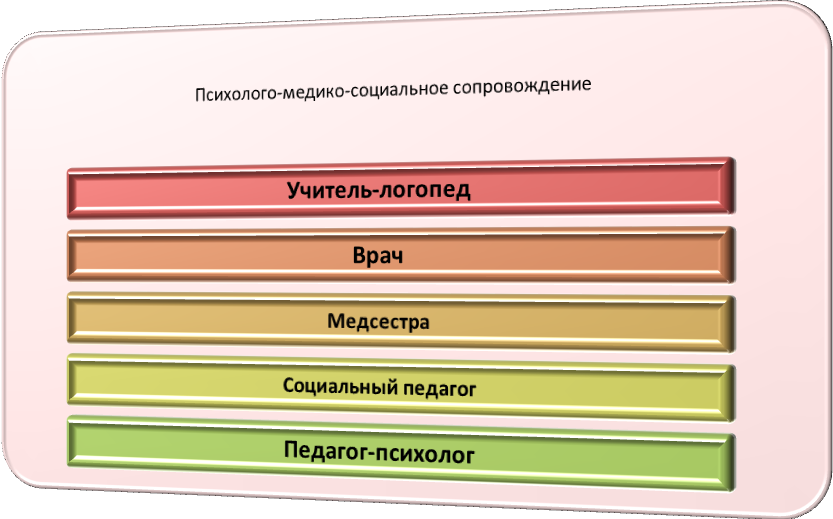 Психолого-медико-социальное сопровождение
Учитель-логопед
Врач
Медсестра
Социальный педагог
Педагог-психолог